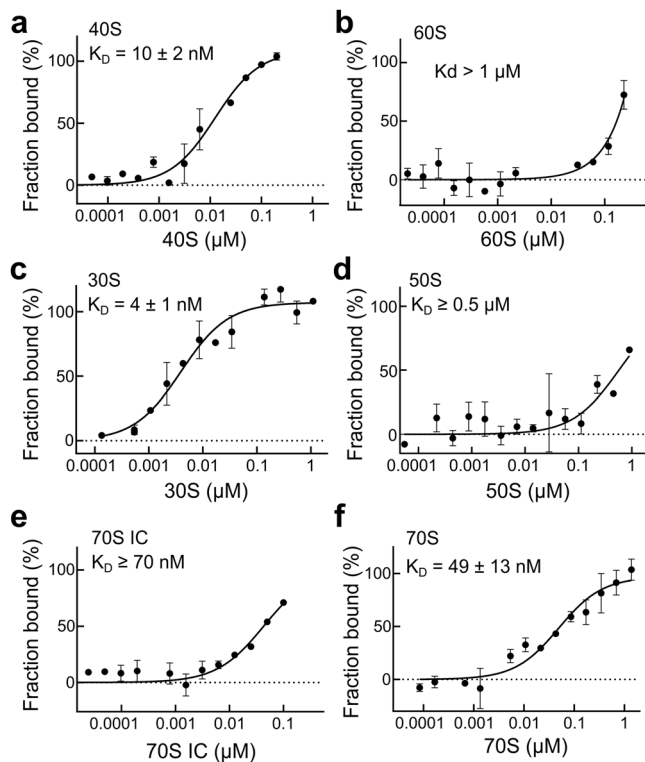 a
40S
K_D = 10 ± 2 nM
Fraction bound (%)
100
50
0
0.0001 0.001 0.01 0.1 1
40S (µM)
b
60S
Kd > 1 µM
Fraction bound (%)
100
50
0
0.0001 0.001 0.01 0.1
60S (µM)
c
30S
K_D = 4 ± 1 nM
Fraction bound (%)
100
50
0
0.0001 0.001 0.01 0.1 1
30S (µM)
d
50S
K_D ≥ 0.5 µM
Fraction bound (%)
100
50
0
0.0001 0.001 0.01 0.1 1
50S (µM)
e
70S IC
K_D ≥ 70 nM
Fraction bound (%)
100
50
0
0.0001 0.001 0.01 0.1
70S IC (µM)
f
70S
K_D = 49 ± 13 nM
Fraction bound (%)
100
50
0
0.0001 0.001 0.01 0.1 1
70S (µM)